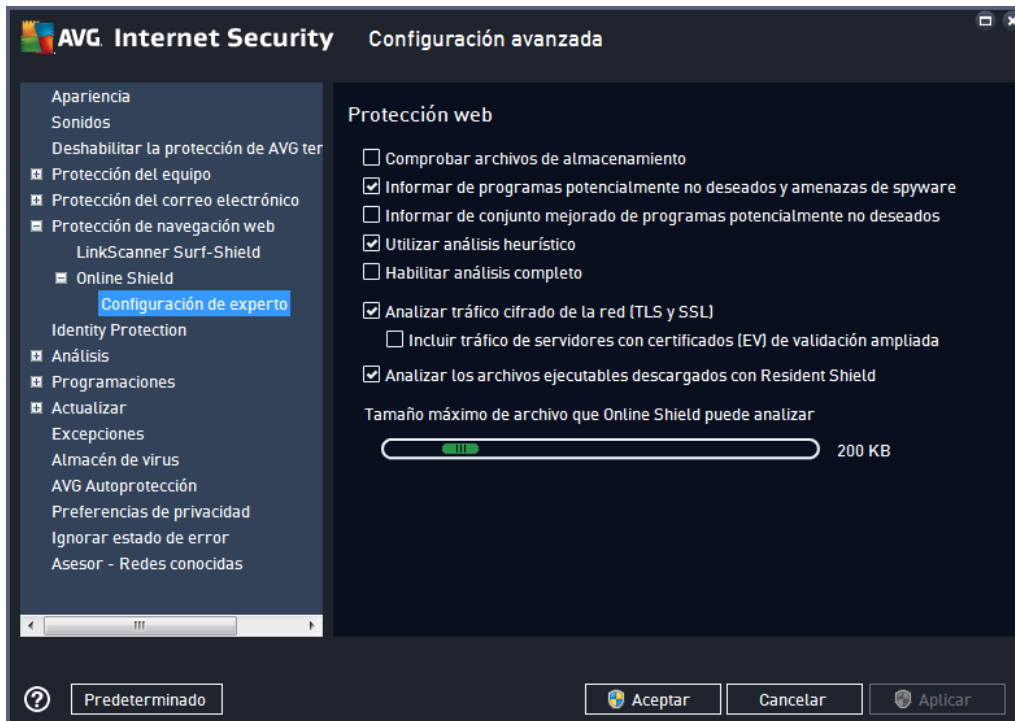 AVG Internet Security Configuración avanzada
Apariencia
Sonidos
Deshabilitar la protección de AVG ter
Protección del equipo
Protección del correo electrónico
Protección de navegación web
LinkScanner Surf-Shield
Online Shield
Configuración de experto
Identity Protection
Análisis
Programaciones
Actualizar
Excepciones
Almacén de virus
AVG Autoprotección
Preferencias de privacidad
Ignorar estado de error
Asesor - Redes conocidas
Protección web
Comprobar archivos de almacenamiento
Informar de programas potencialmente no deseados y amenazas de spyware
Informar de conjunto mejorado de programas potencialmente no deseados
Utilizar análisis heurístico
Habilitar análisis completo
Analizar tráfico cifrado de la red (TLS y SSL)
Incluir tráfico de servidores con certificados (EV) de validación ampliada
Analizar los archivos ejecutables descargados con Resident Shield
Tamaño máximo de archivo que Online Shield puede analizar
200 KB
Predeterminado
Aceptar
Cancelar
Aplicar